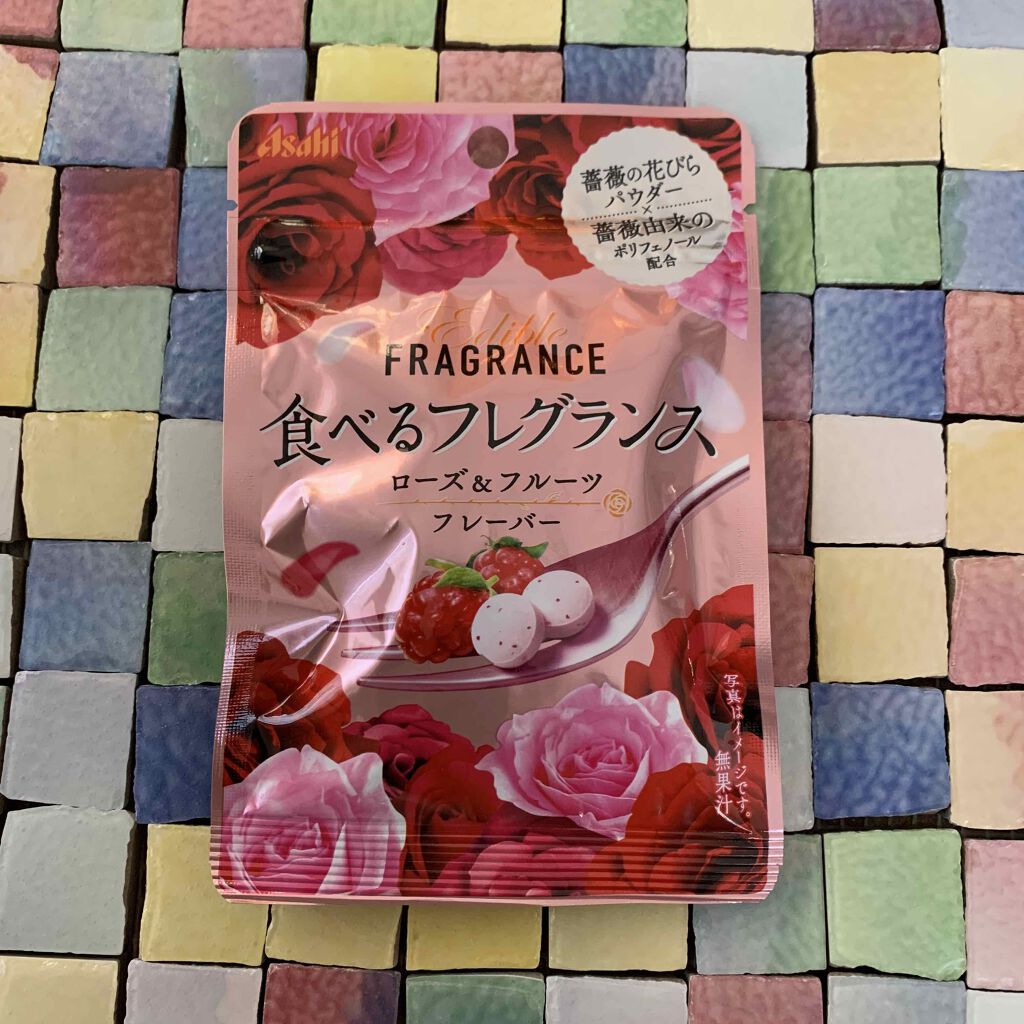 Asahi
薔薇の花びら
パウダー
×
薔薇由来の
ポリフェノール
配合
Edible
FRAGRANCE
食べるフレグランス
ローズ&フルーツ
フレーバー
写真はイメージです。
無果汁